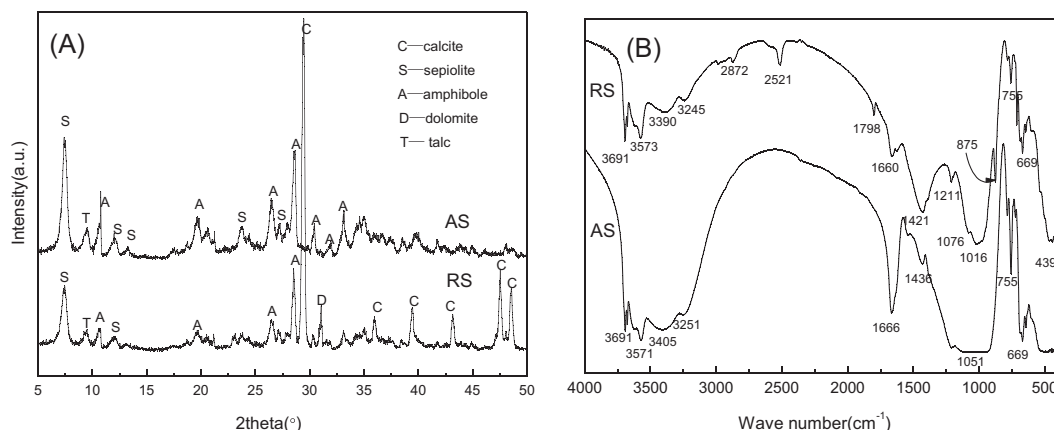 (A)
C
C—calcite
S—sepiolite
A—amphibole
D—dolomite
T—talc
S
T
A
S
S
A
S
A
S
A
A
A
A
AS
S
T
A
S
A
A
A
D
C
C
C
C
C
RS
Intensity(a.u.)
5 10 15 20 25 30 35 40 45 50
2theta(°)
(B)
RS
3691
3573
3390
3245
2872
2521
1798
1660
1421
1211
1076
1016
875
755
669
439
AS
3691
3571
3405
3251
1666
1436
1051
755
669
4000 3500 3000 2500 2000 1500 1000 500
Wave number(cm⁻¹)